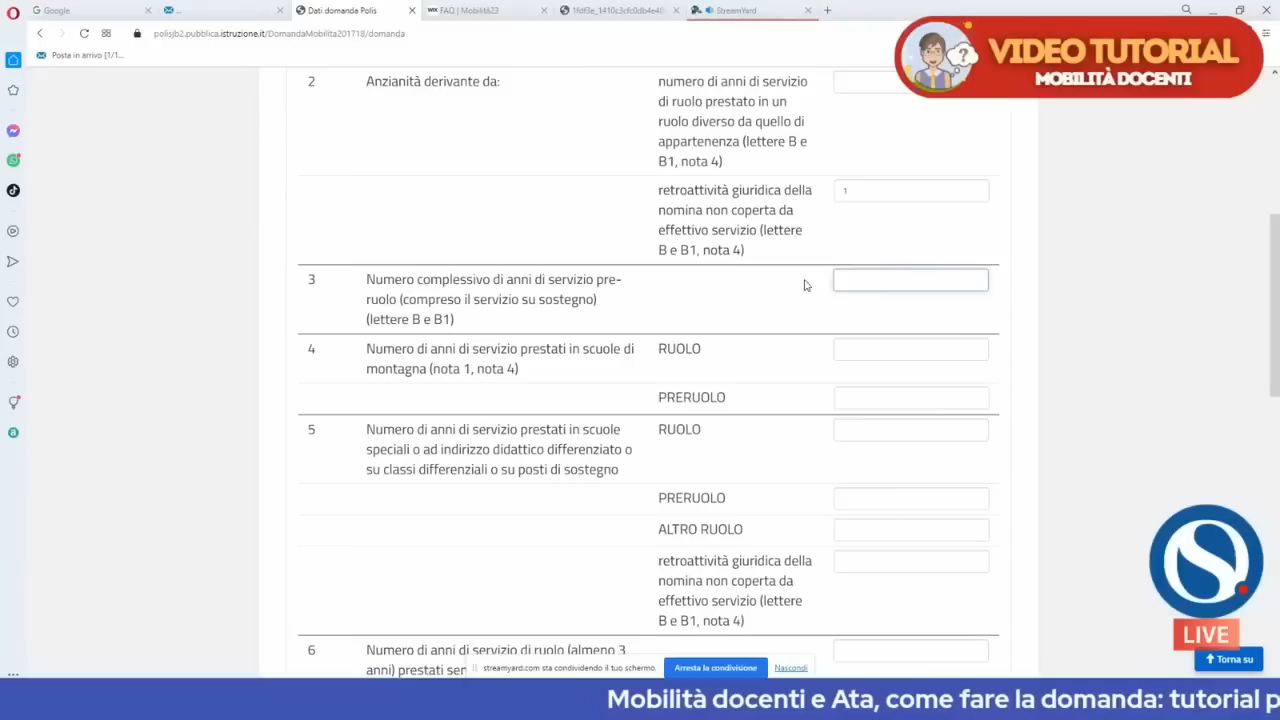 Google
Dati domanda Polis
WIX FAQ | Mobilità23
StreamYard
polisjb2.pubblica.istruzione.it/DomandaMobilita201718/domanda
Posta in arrivo (1/1...
VIDEO TUTORIAL
MOBILITÀ DOCENTI
2 Anzianità derivante da: numero di anni di servizio
di ruolo prestato in un
ruolo diverso da quello di
appartenenza (lettere B e
B1, nota 4)
retroattività giuridica della 1
nomina non coperta da
effettivo servizio (lettere
B e B1, nota 4)
3 Numero complessivo di anni di servizio pre-
ruolo (compreso il servizio su sostegno)
(lettere B e B1)
4 Numero di anni di servizio prestati in scuole di RUOLO
montagna (nota 1, nota 4)
PRERUOLO
5 Numero di anni di servizio prestati in scuole RUOLO
speciali o ad indirizzo didattico differenziato o
su classi differenziali o su posti di sostegno
PRERUOLO
ALTRO RUOLO
retroattività giuridica della
nomina non coperta da
effettivo servizio (lettere
B e B1, nota 4)
6 Numero di anni di servizio di ruolo (almeno 3
anni) prestati sen
streamyard.com sta condividendo il tuo schermo. Arresta la condivisione Nascondi
LIVE
Torna su
Mobilità docenti e Ata, come fare la domanda: tutorial p